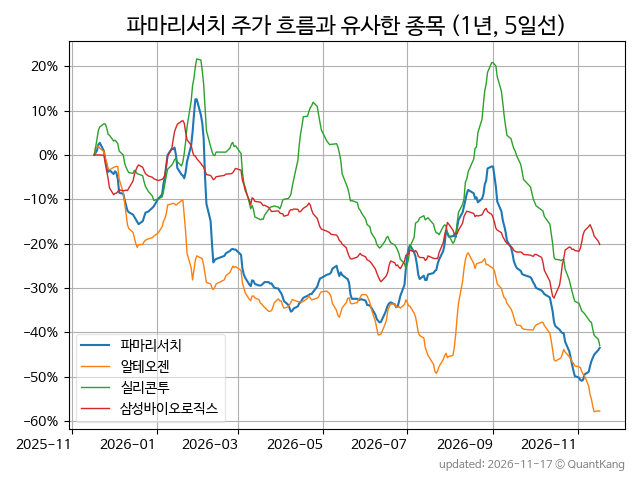 파마리서치 주가 흐름과 유사한 종목 (1년, 5일선)
20%
10%
0%
−10%
−20%
−30%
−40%
−50%
−60%
파마리서치
알테오젠
실리콘투
삼성바이오로직스
2025-11 2026-01 2026-03 2026-05 2026-07 2026-09 2026-11
updated: 2026-11-17 © QuantKang